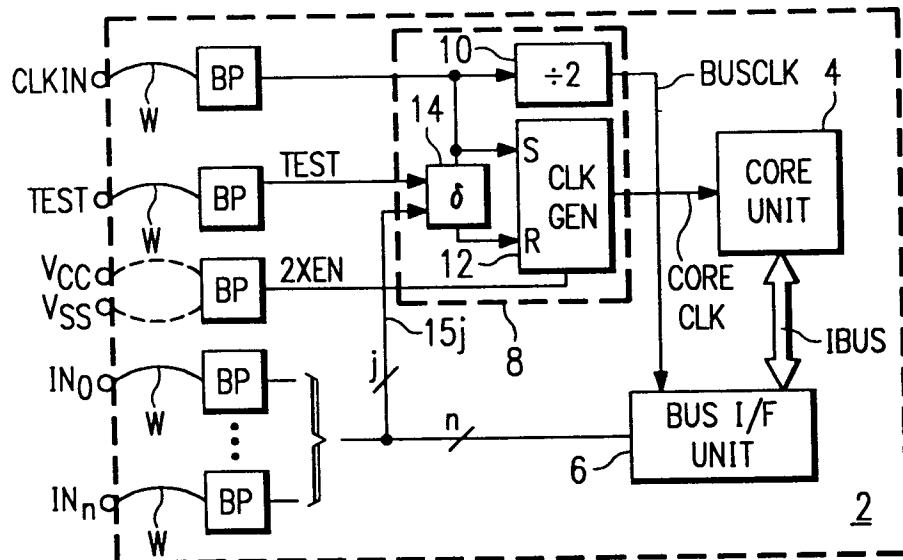 CLKIN
W
BP
10
÷2
BUSCLK
4
14
TEST
W
BP
TEST
δ
S
CLK
GEN
R
12
CORE
UNIT
CORE
CLK
VCC
VSS
BP
2XEN
15j
8
IBUS
IN0
W
BP
j
n
BUS I/F
UNIT
6
INn
W
BP
2